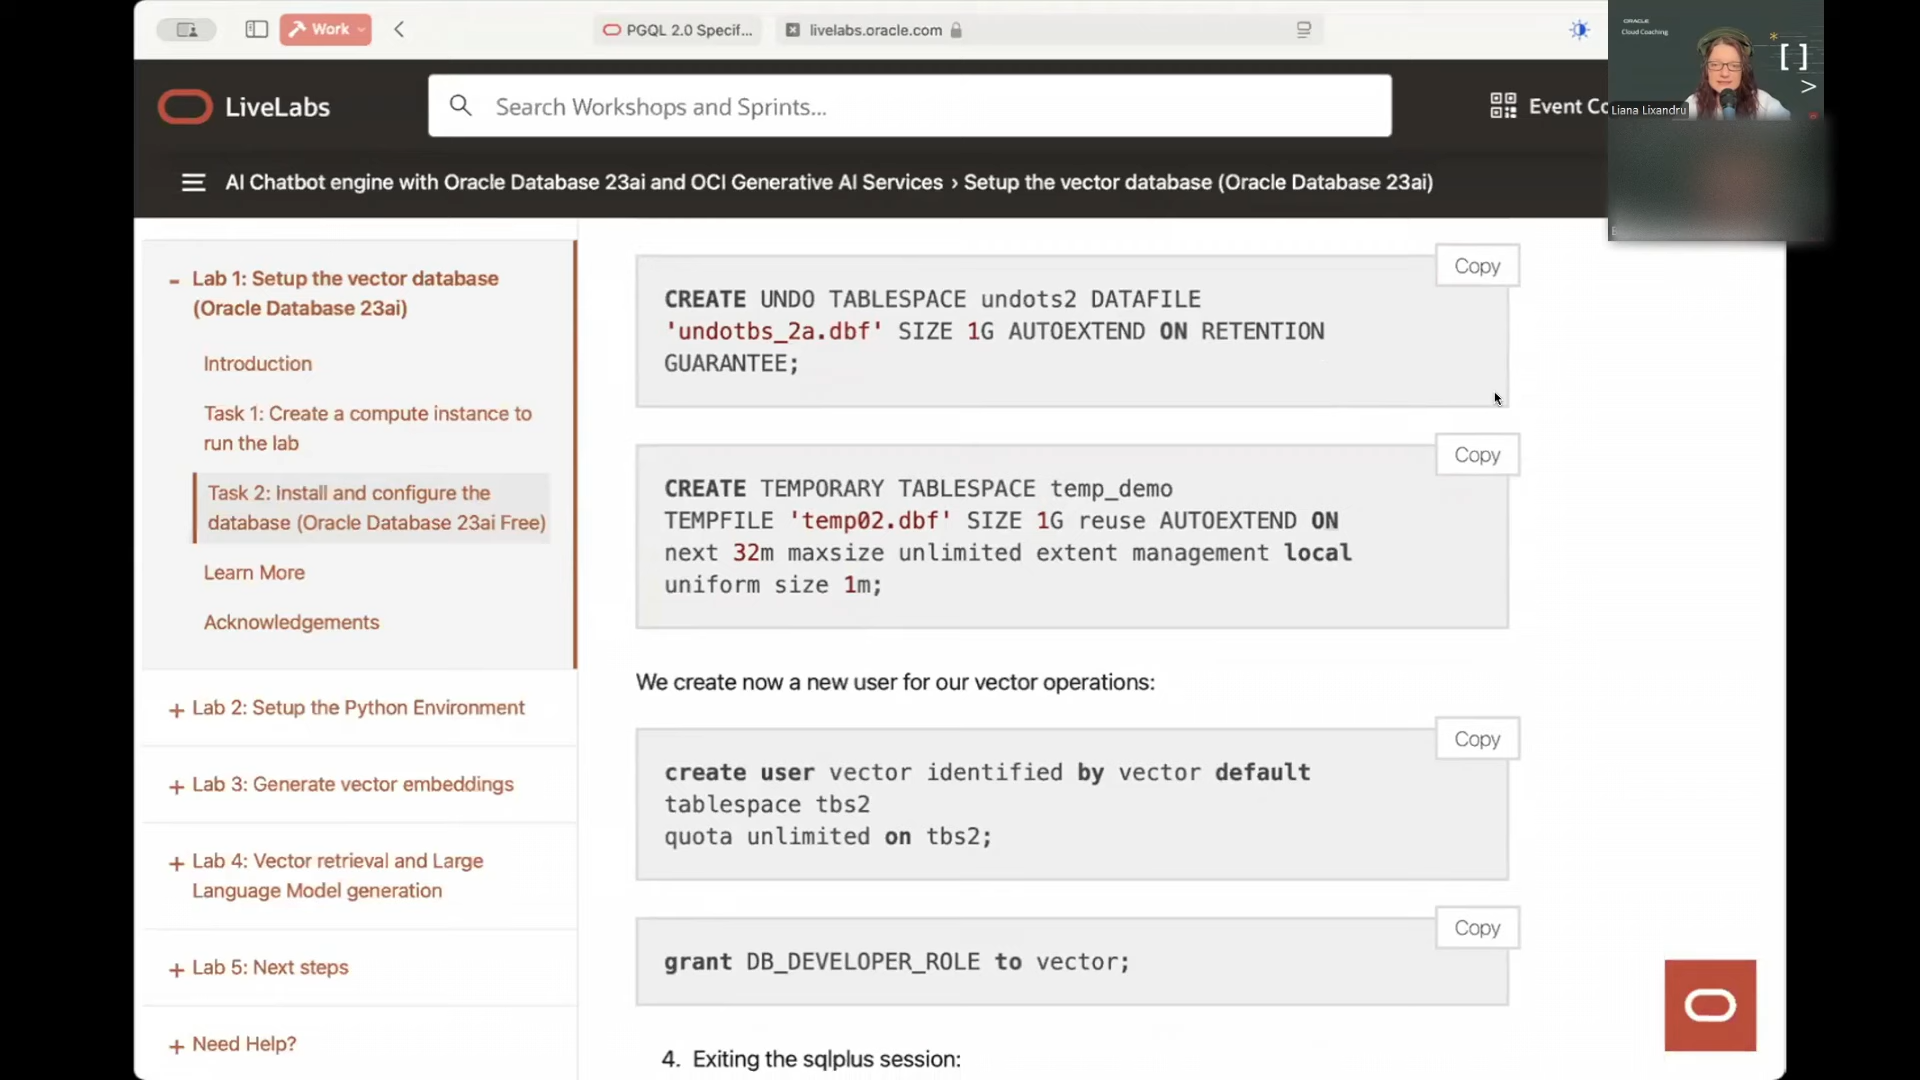 Work
PGQL 2.0 Specif...
livelabs.oracle.com
ORACLE
Cloud Coaching
[ ]
>
Liana Lixandru
LiveLabs
Search Workshops and Sprints...
Event Co
AI Chatbot engine with Oracle Database 23ai and OCI Generative AI Services › Setup the vector database (Oracle Database 23ai)
- Lab 1: Setup the vector database
(Oracle Database 23ai)
Introduction
Task 1: Create a compute instance to
run the lab
Task 2: Install and configure the
database (Oracle Database 23ai Free)
Learn More
Acknowledgements
+ Lab 2: Setup the Python Environment
+ Lab 3: Generate vector embeddings
+ Lab 4: Vector retrieval and Large
Language Model generation
+ Lab 5: Next steps
+ Need Help?
Copy
CREATE UNDO TABLESPACE undots2 DATAFILE
'undotbs_2a.dbf' SIZE 1G AUTOEXTEND ON RETENTION
GUARANTEE;
Copy
CREATE TEMPORARY TABLESPACE temp_demo
TEMPFILE 'temp02.dbf' SIZE 1G reuse AUTOEXTEND ON
next 32m maxsize unlimited extent management local
uniform size 1m;
We create now a new user for our vector operations:
Copy
create user vector identified by vector default
tablespace tbs2
quota unlimited on tbs2;
Copy
grant DB_DEVELOPER_ROLE to vector;
4. Exiting the sqlplus session: